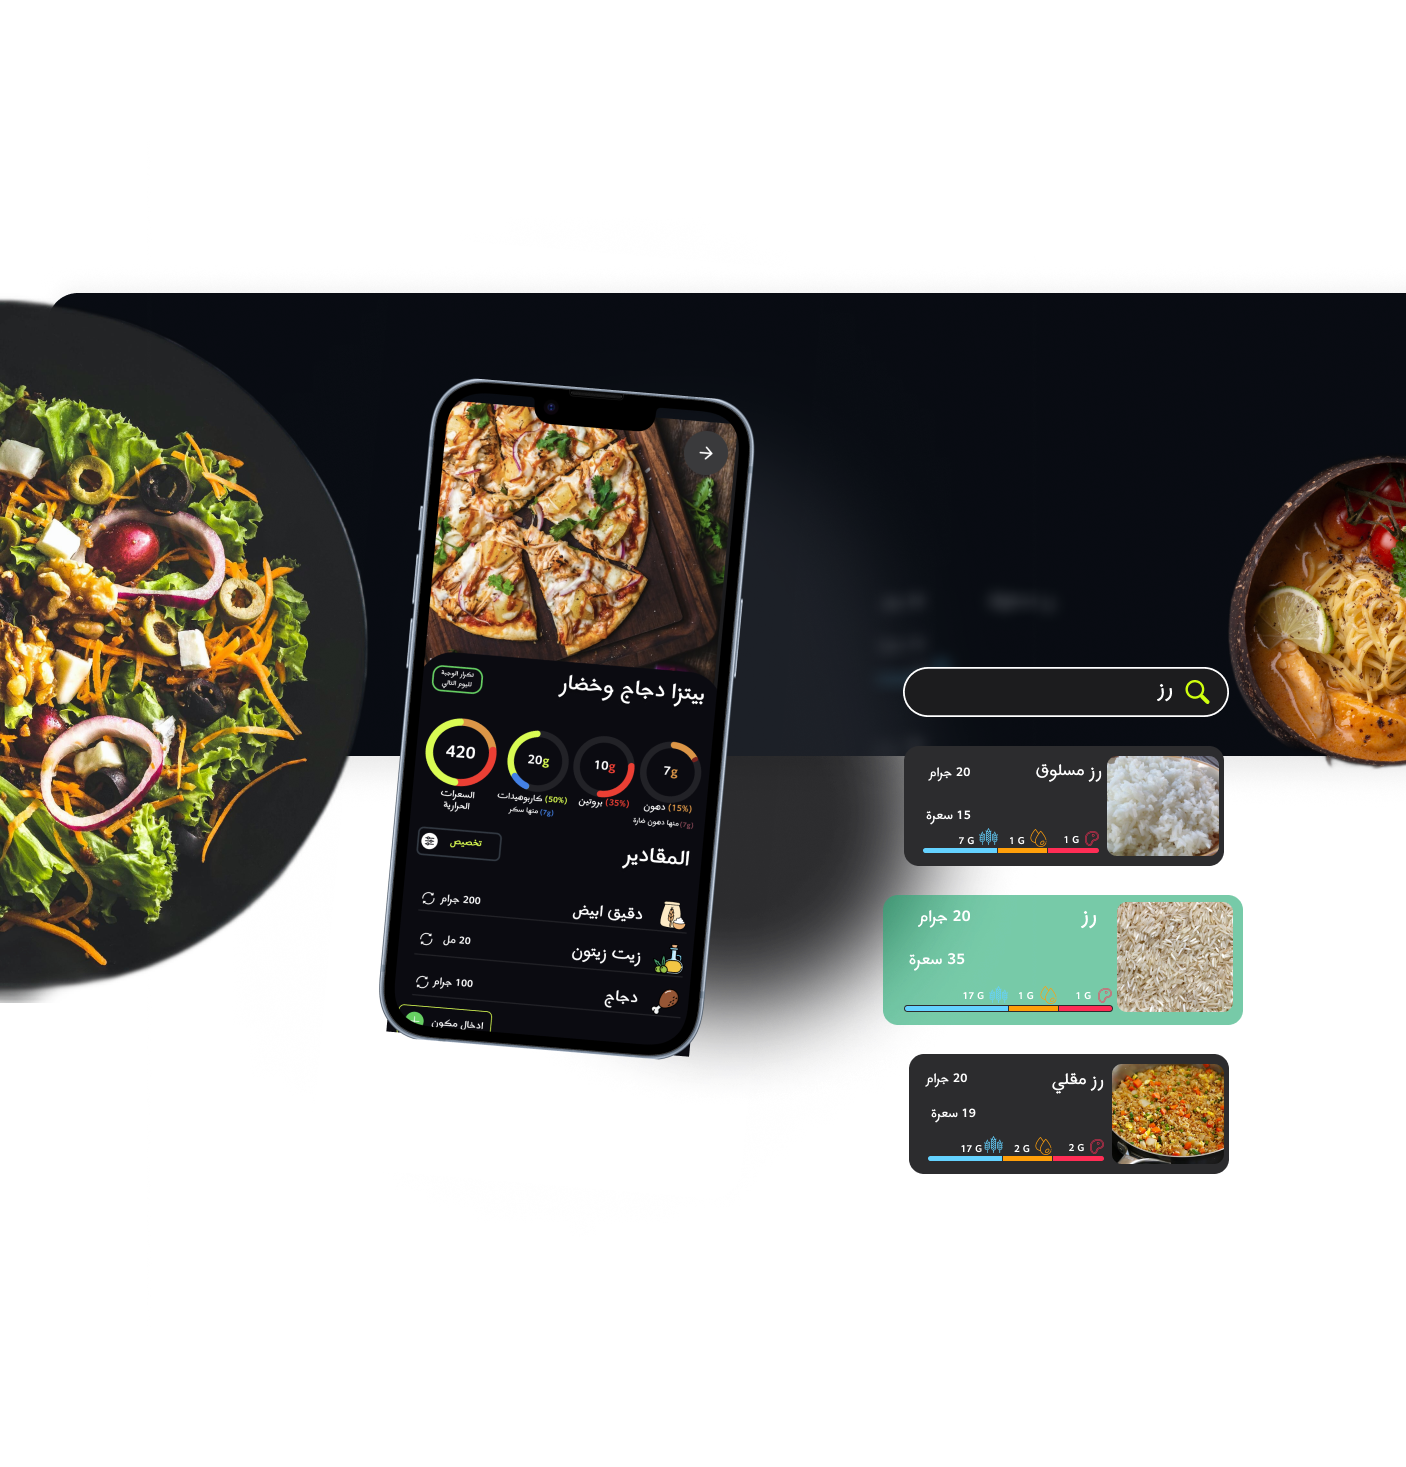 تكرار الوجبة
لليوم التالي
بيتزا دجاج وخضار
420
20g
10g
7g
السعرات
الحرارية
كاربوهيدات (50%)
منها سكر (7g)
بروتين (35%)
دهون (15%)
منها دهون ضارة (7g)
تخصيص
المقادير
دقيق ابيض
200 جرام
زيت زيتون
20 مل
دجاج
100 جرام
ادخال مكون
رز
رز مسلوق
20 جرام
15 سعرة
7 G
1 G
1 G
رز
20 جرام
35 سعرة
17 G
1 G
1 G
رز مقلي
20 جرام
19 سعرة
17 G
2 G
2 G